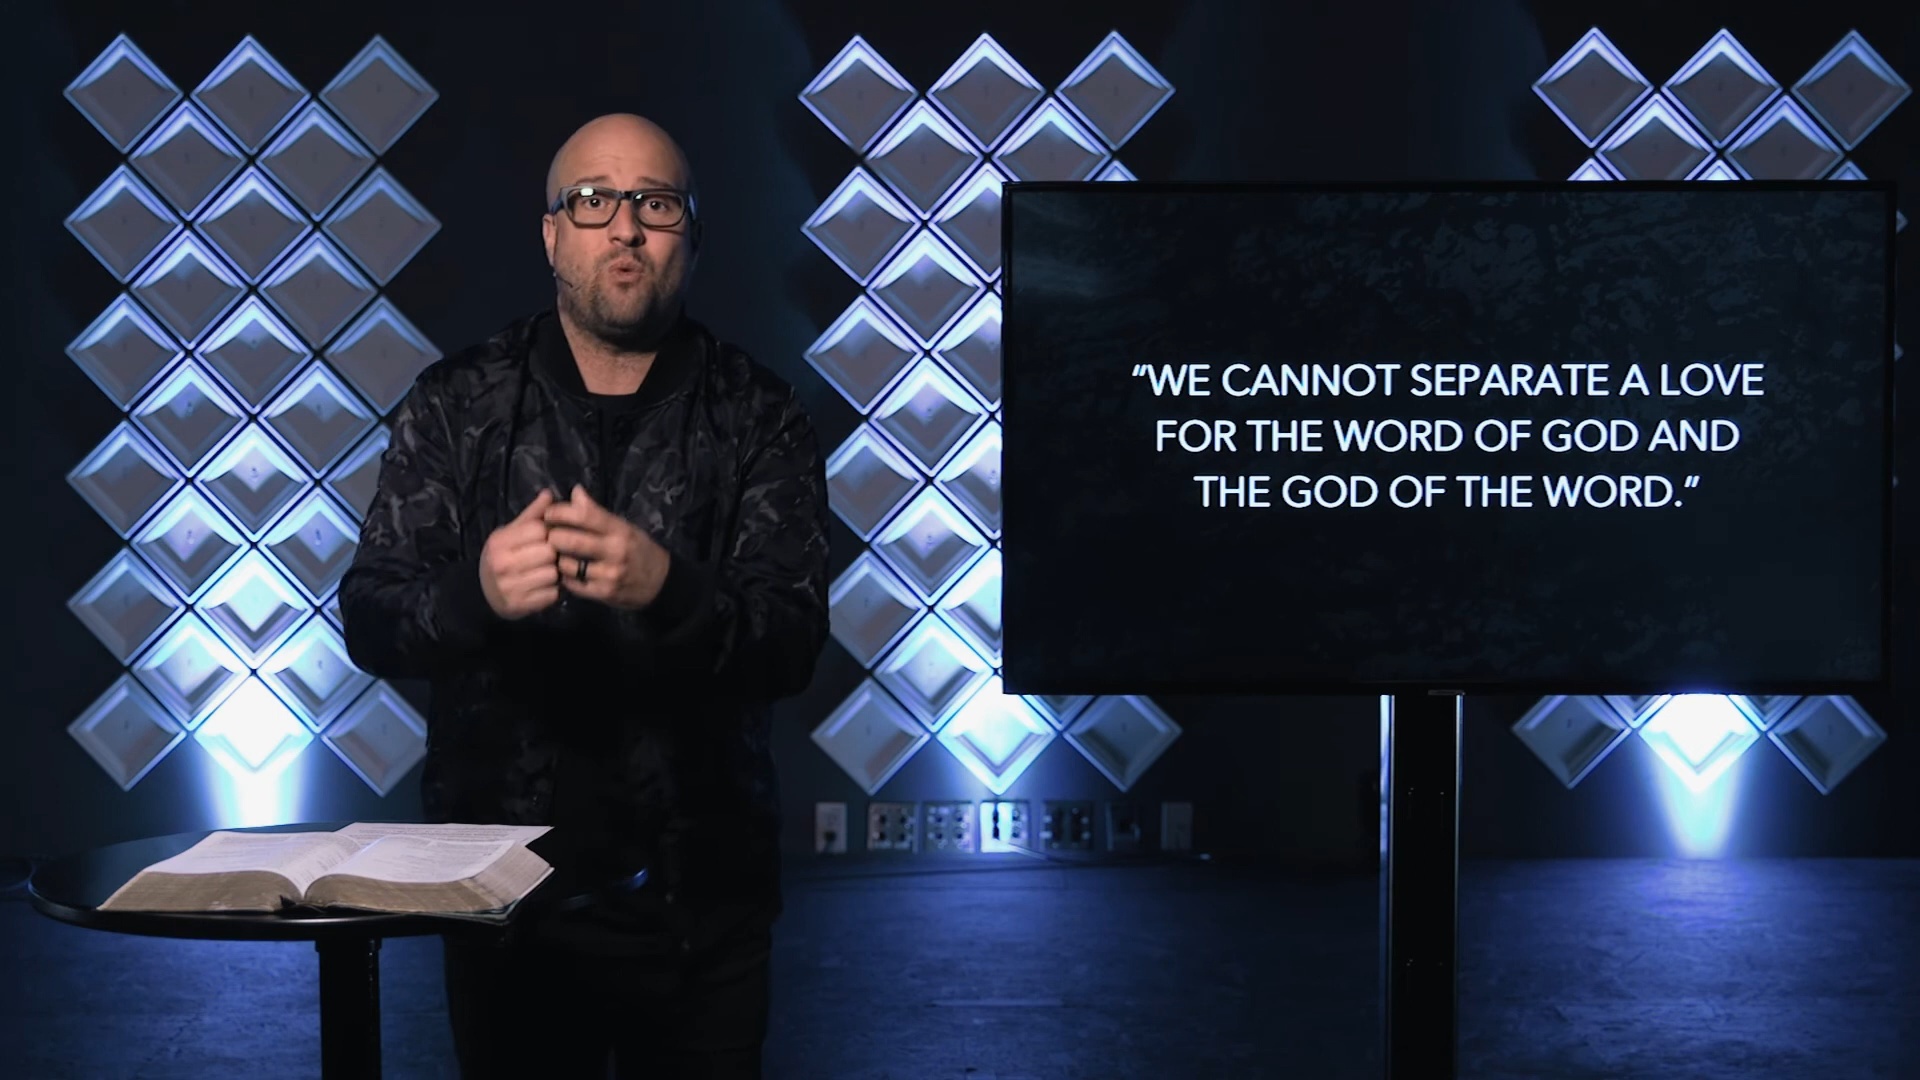 “WE CANNOT SEPARATE A LOVE
FOR THE WORD OF GOD AND
THE GOD OF THE WORD.”